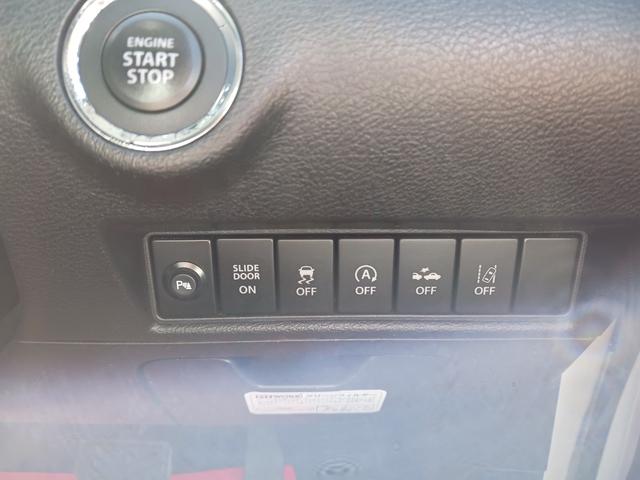 ENGINE
START
STOP
P
SLIDE
DOOR
ON
OFF
A
OFF
OFF
OFF